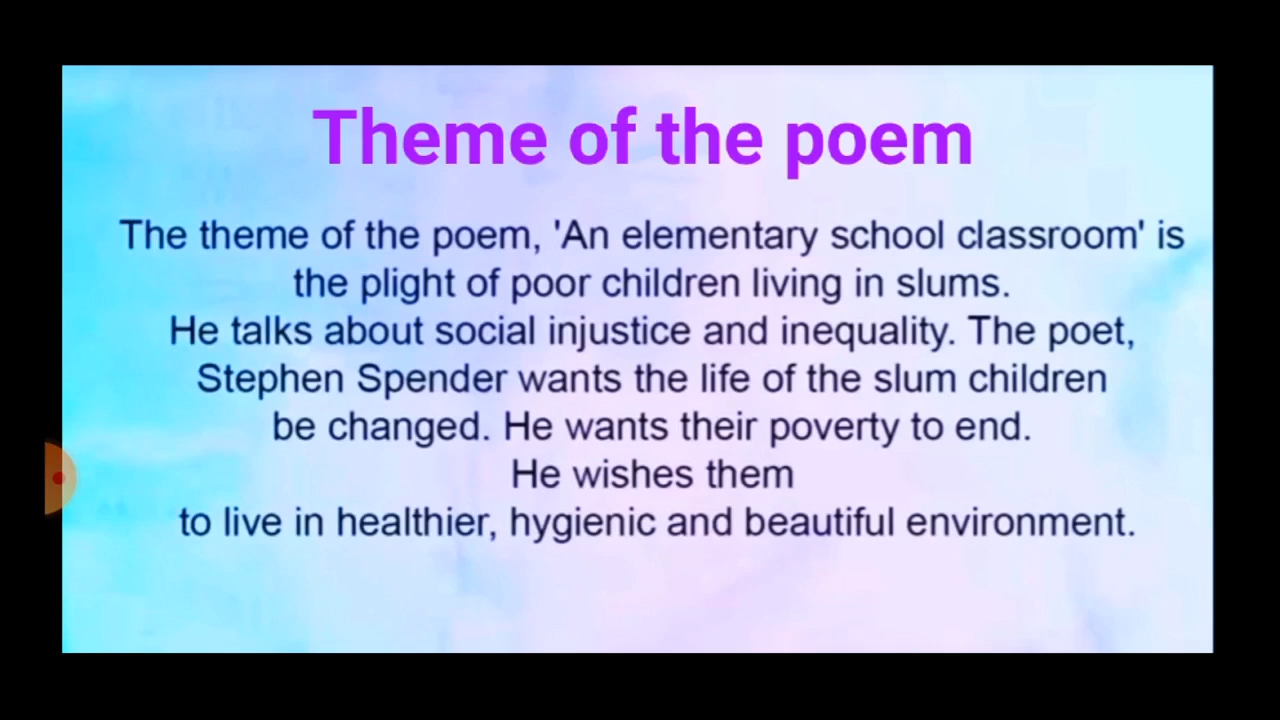 Theme of the poem
The theme of the poem, 'An elementary school classroom' is
the plight of poor children living in slums.
He talks about social injustice and inequality. The poet,
Stephen Spender wants the life of the slum children
be changed. He wants their poverty to end.
He wishes them
to live in healthier, hygienic and beautiful environment.